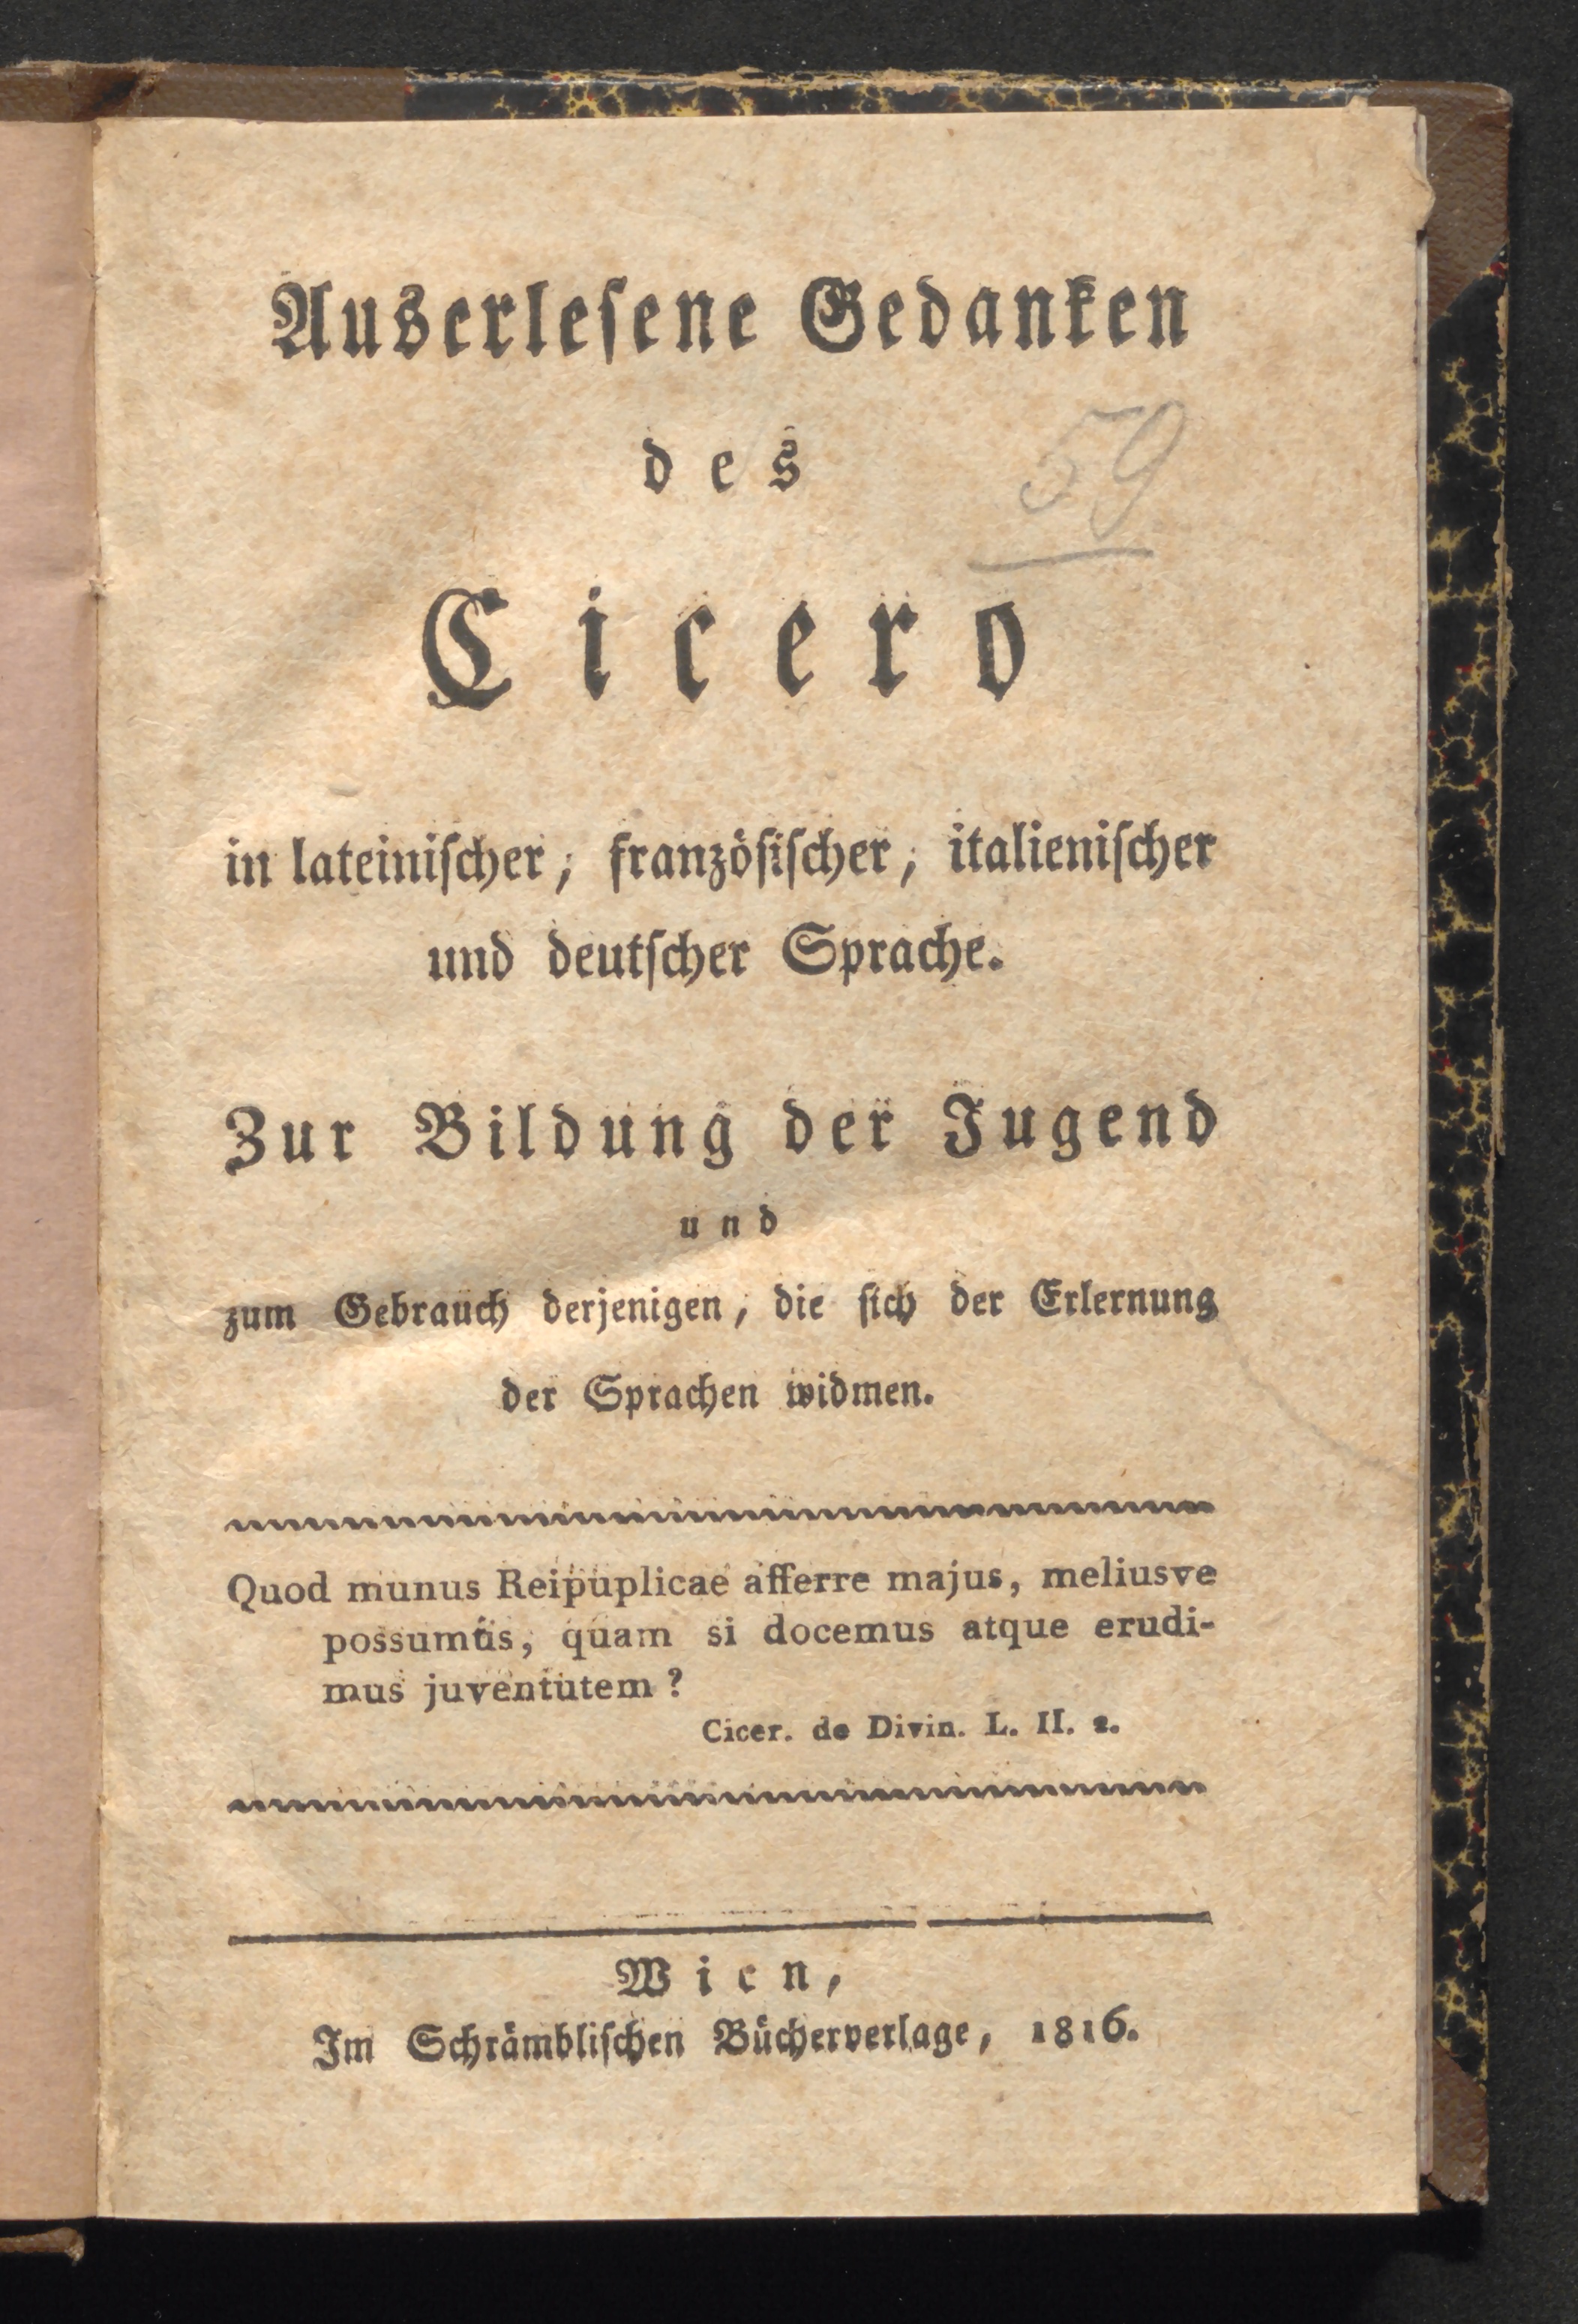 Auserlesene Gedanken
des
59
Cicero
in lateinischer, französischer, italienischer
und deutscher Sprache.
Zur Bildung der Jugend
und
zum Gebrauch derjenigen, die sich der Erlernung
der Sprachen widmen.
Quod munus Reipuplicae afferre majus, meliusve
possumus, quam si docemus atque erudi-
mus juventutem?
Cicer. de Divin. L. II. 2.
Wien,
Im Schrämblischen Bücherverlage, 1816.